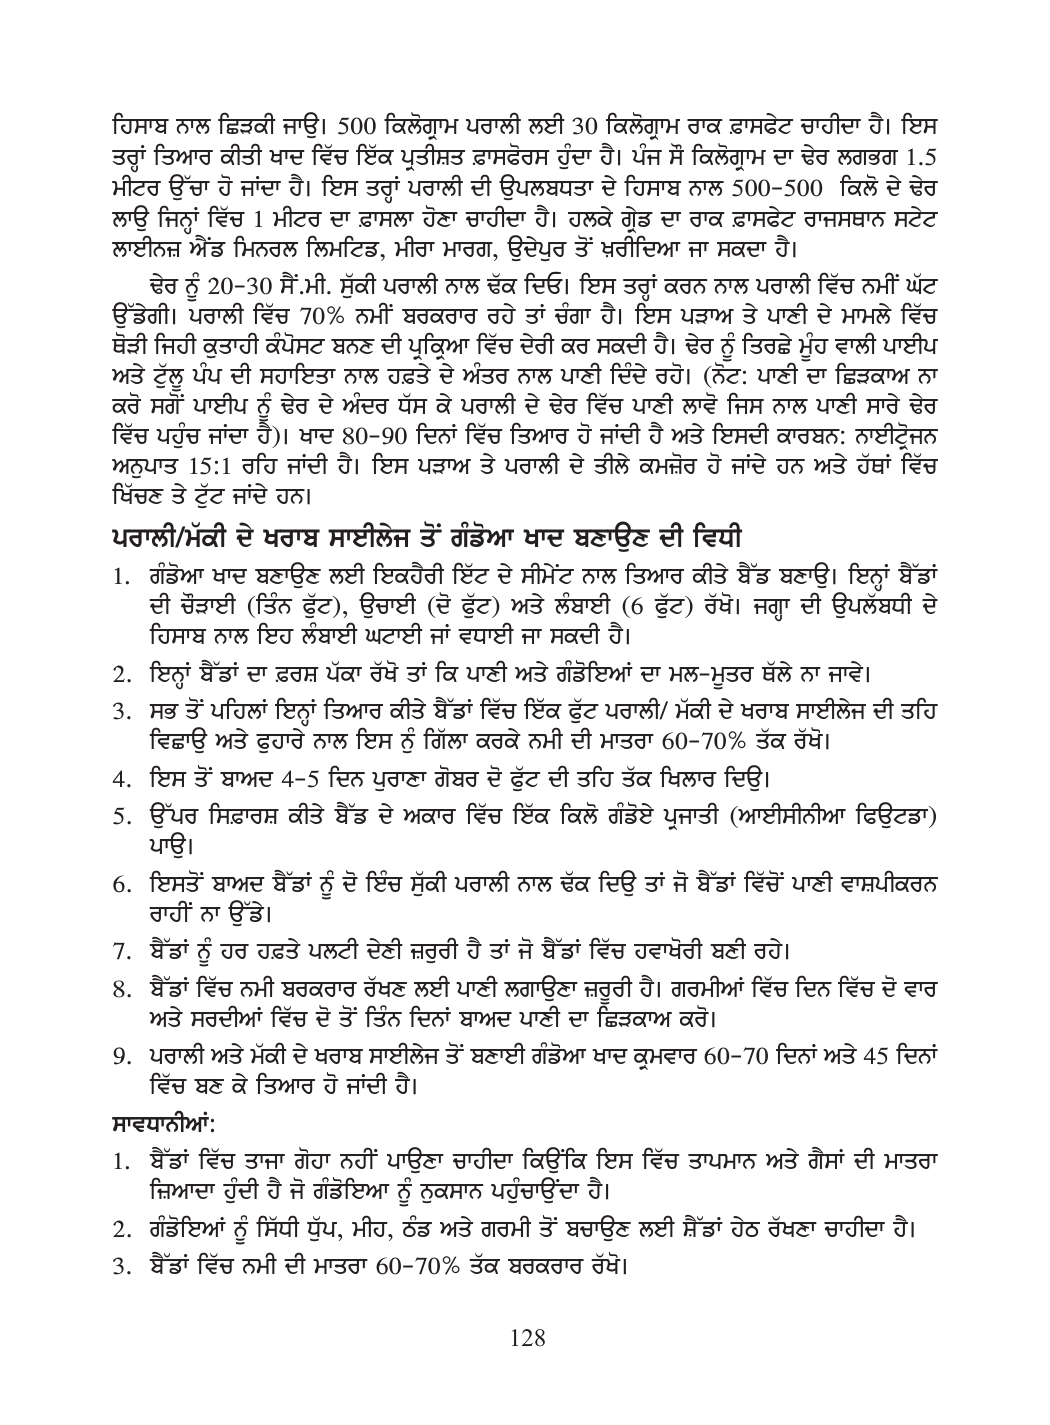 ਹਿਸਾਬ ਨਾਲ ਛਿੜਕੀ ਜਾਉ। 500 ਕਿਲੋਗ੍ਰਾਮ ਪਰਾਲੀ ਲਈ 30 ਕਿਲੋਗ੍ਰਾਮ ਰਾਕ ਫ਼ਾਸਫੇਟ ਚਾਹੀਦਾ ਹੈ। ਇਸ
ਤਰ੍ਹਾਂ ਤਿਆਰ ਕੀਤੀ ਖਾਦ ਵਿੱਚ ਇੱਕ ਪ੍ਰਤੀਸ਼ਤ ਫ਼ਾਸਫੋਰਸ ਹੁੰਦਾ ਹੈ। ਪੰਜ ਸੌ ਕਿਲੋਗ੍ਰਾਮ ਦਾ ਢੇਰ ਲਗਭਗ 1.5
ਮੀਟਰ ਉੱਚਾ ਹੋ ਜਾਂਦਾ ਹੈ। ਇਸ ਤਰ੍ਹਾਂ ਪਰਾਲੀ ਦੀ ਉਪਲਬਧਤਾ ਦੇ ਹਿਸਾਬ ਨਾਲ 500-500 ਕਿਲੋ ਦੇ ਢੇਰ
ਲਾਉ ਜਿਨ੍ਹਾਂ ਵਿੱਚ 1 ਮੀਟਰ ਦਾ ਫ਼ਾਸਲਾ ਹੋਣਾ ਚਾਹੀਦਾ ਹੈ। ਹਲਕੇ ਗ੍ਰੇਡ ਦਾ ਰਾਕ ਫ਼ਾਸਫੇਟ ਰਾਜਸਥਾਨ ਸਟੇਟ
ਲਾਈਨਜ਼ ਐਂਡ ਮਿਨਰਲ ਲਿਮਟਿਡ, ਮੀਰਾ ਮਾਰਗ, ਉਦੇਪੁਰ ਤੋਂ ਖ਼ਰੀਦਿਆ ਜਾ ਸਕਦਾ ਹੈ।
ਢੇਰ ਨੂੰ 20-30 ਸੈਂ.ਮੀ. ਸੁੱਕੀ ਪਰਾਲੀ ਨਾਲ ਢੱਕ ਦਿਓ। ਇਸ ਤਰ੍ਹਾਂ ਕਰਨ ਨਾਲ ਪਰਾਲੀ ਵਿੱਚ ਨਮੀਂ ਘੱਟ
ਉੱਡੇਗੀ। ਪਰਾਲੀ ਵਿੱਚ 70% ਨਮੀਂ ਬਰਕਰਾਰ ਰਹੇ ਤਾਂ ਚੰਗਾ ਹੈ। ਇਸ ਪੜਾਅ ਤੇ ਪਾਣੀ ਦੇ ਮਾਮਲੇ ਵਿੱਚ
ਥੋੜੀ ਜਿਹੀ ਕੁਤਾਹੀ ਕੰਪੋਸਟ ਬਨਣ ਦੀ ਪ੍ਰਕ੍ਰਿਆ ਵਿੱਚ ਦੇਰੀ ਕਰ ਸਕਦੀ ਹੈ। ਢੇਰ ਨੂੰ ਤਿਰਛੇ ਮੂੰਹ ਵਾਲੀ ਪਾਈਪ
ਅਤੇ ਟੁੱਲੂ ਪੰਪ ਦੀ ਸਹਾਇਤਾ ਨਾਲ ਹਫ਼ਤੇ ਦੇ ਅੰਤਰ ਨਾਲ ਪਾਣੀ ਦਿੰਦੇ ਰਹੋ। (ਨੋਟ: ਪਾਣੀ ਦਾ ਛਿੜਕਾਅ ਨਾ
ਕਰੋ ਸਗੋਂ ਪਾਈਪ ਨੂੰ ਢੇਰ ਦੇ ਅੰਦਰ ਧੱਸ ਕੇ ਪਰਾਲੀ ਦੇ ਢੇਰ ਵਿੱਚ ਪਾਣੀ ਲਾਵੋ ਜਿਸ ਨਾਲ ਪਾਣੀ ਸਾਰੇ ਢੇਰ
ਵਿੱਚ ਪਹੁੰਚ ਜਾਂਦਾ ਹੈ)। ਖਾਦ 80-90 ਦਿਨਾਂ ਵਿੱਚ ਤਿਆਰ ਹੋ ਜਾਂਦੀ ਹੈ ਅਤੇ ਇਸਦੀ ਕਾਰਬਨ: ਨਾਈਟ੍ਰੋਜਨ
ਅਨੁਪਾਤ 15:1 ਰਹਿ ਜਾਂਦੀ ਹੈ। ਇਸ ਪੜਾਅ ਤੇ ਪਰਾਲੀ ਦੇ ਤੀਲੇ ਕਮਜ਼ੋਰ ਹੋ ਜਾਂਦੇ ਹਨ ਅਤੇ ਹੱਥਾਂ ਵਿੱਚ
ਖਿੱਚਣ ਤੇ ਟੁੱਟ ਜਾਂਦੇ ਹਨ।
ਪਰਾਲੀ/ਮੱਕੀ ਦੇ ਖਰਾਬ ਸਾਈਲੇਜ ਤੋਂ ਗੰਡੋਆ ਖਾਦ ਬਣਾਉਣ ਦੀ ਵਿਧੀ
1. ਗੰਡੋਆ ਖਾਦ ਬਣਾਉਣ ਲਈ ਇਕਹੈਰੀ ਇੱਟ ਦੇ ਸੀਮੇਂਟ ਨਾਲ ਤਿਆਰ ਕੀਤੇ ਬੈੱਡ ਬਣਾਉ। ਇਨ੍ਹਾਂ ਬੈੱਡਾਂ
ਦੀ ਚੌੜਾਈ (ਤਿੰਨ ਫੁੱਟ), ਉਚਾਈ (ਦੋ ਫੁੱਟ) ਅਤੇ ਲੰਬਾਈ (6 ਫੁੱਟ) ਰੱਖੋ। ਜਗ੍ਹਾ ਦੀ ਉਪਲੱਬਧੀ ਦੇ
ਹਿਸਾਬ ਨਾਲ ਇਹ ਲੰਬਾਈ ਘਟਾਈ ਜਾਂ ਵਧਾਈ ਜਾ ਸਕਦੀ ਹੈ।
2. ਇਨ੍ਹਾਂ ਬੈੱਡਾਂ ਦਾ ਫ਼ਰਸ਼ ਪੱਕਾ ਰੱਖੋ ਤਾਂ ਕਿ ਪਾਣੀ ਅਤੇ ਗੰਡੋਇਆਂ ਦਾ ਮਲ-ਮੂਤਰ ਥੱਲੇ ਨਾ ਜਾਵੇ।
3. ਸਭ ਤੋਂ ਪਹਿਲਾਂ ਇਨ੍ਹਾਂ ਤਿਆਰ ਕੀਤੇ ਬੈੱਡਾਂ ਵਿੱਚ ਇੱਕ ਫੁੱਟ ਪਰਾਲੀ/ ਮੱਕੀ ਦੇ ਖਰਾਬ ਸਾਈਲੇਜ ਦੀ ਤਹਿ
ਵਿਛਾਉ ਅਤੇ ਫੁਹਾਰੇ ਨਾਲ ਇਸ ਨੁੰ ਗਿੱਲਾ ਕਰਕੇ ਨਮੀ ਦੀ ਮਾਤਰਾ 60-70% ਤੱਕ ਰੱਖੋ।
4. ਇਸ ਤੋਂ ਬਾਅਦ 4-5 ਦਿਨ ਪੁਰਾਣਾ ਗੋਬਰ ਦੋ ਫੁੱਟ ਦੀ ਤਹਿ ਤੱਕ ਖਿਲਾਰ ਦਿਉ।
5. ਉੱਪਰ ਸਿਫ਼ਾਰਸ਼ ਕੀਤੇ ਬੈੱਡ ਦੇ ਅਕਾਰ ਵਿੱਚ ਇੱਕ ਕਿਲੋ ਗੰਡੋਏ ਪ੍ਰਜਾਤੀ (ਆਈਸੀਨੀਆ ਫਿਉਟਡਾ)
ਪਾਉ।
6. ਇਸਤੋਂ ਬਾਅਦ ਬੈੱਡਾਂ ਨੂੰ ਦੋ ਇੰਚ ਸੁੱਕੀ ਪਰਾਲੀ ਨਾਲ ਢੱਕ ਦਿਉ ਤਾਂ ਜੋ ਬੈੱਡਾਂ ਵਿੱਚੋਂ ਪਾਣੀ ਵਾਸ਼ਪੀਕਰਨ
ਰਾਹੀਂ ਨਾ ਉੱਡੇ।
7. ਬੈੱਡਾਂ ਨੂੰ ਹਰ ਹਫ਼ਤੇ ਪਲਟੀ ਦੇਣੀ ਜ਼ਰੁਰੀ ਹੈ ਤਾਂ ਜੋ ਬੈੱਡਾਂ ਵਿੱਚ ਹਵਾਖੋਰੀ ਬਣੀ ਰਹੇ।
8. ਬੈੱਡਾਂ ਵਿੱਚ ਨਮੀ ਬਰਕਰਾਰ ਰੱਖਣ ਲਈ ਪਾਣੀ ਲਗਾਉਣਾ ਜ਼ਰੂਰੀ ਹੈ। ਗਰਮੀਆਂ ਵਿੱਚ ਦਿਨ ਵਿੱਚ ਦੋ ਵਾਰ
ਅਤੇ ਸਰਦੀਆਂ ਵਿੱਚ ਦੋ ਤੋਂ ਤਿੰਨ ਦਿਨਾਂ ਬਾਅਦ ਪਾਣੀ ਦਾ ਛਿੜਕਾਅ ਕਰੋ।
9. ਪਰਾਲੀ ਅਤੇ ਮੱਕੀ ਦੇ ਖਰਾਬ ਸਾਈਲੇਜ ਤੋਂ ਬਣਾਈ ਗੰਡੋਆ ਖਾਦ ਕ੍ਰਮਵਾਰ 60-70 ਦਿਨਾਂ ਅਤੇ 45 ਦਿਨਾਂ
ਵਿੱਚ ਬਣ ਕੇ ਤਿਆਰ ਹੋ ਜਾਂਦੀ ਹੈ।
ਸਾਵਧਾਨੀਆਂ:
1. ਬੈੱਡਾਂ ਵਿੱਚ ਤਾਜਾ ਗੋਹਾ ਨਹੀਂ ਪਾਉਣਾ ਚਾਹੀਦਾ ਕਿਉਂਕਿ ਇਸ ਵਿੱਚ ਤਾਪਮਾਨ ਅਤੇ ਗੈਸਾਂ ਦੀ ਮਾਤਰਾ
ਜ਼ਿਆਦਾ ਹੁੰਦੀ ਹੈ ਜੋ ਗੰਡੋਇਆ ਨੂੰ ਨੁਕਸਾਨ ਪਹੁੰਚਾਉਂਦਾ ਹੈ।
2. ਗੰਡੋਇਆਂ ਨੂੰ ਸਿੱਧੀ ਧੁੱਪ, ਮੀਹ, ਠੰਡ ਅਤੇ ਗਰਮੀ ਤੋਂ ਬਚਾਉਣ ਲਈ ਸ਼ੈੱਡਾਂ ਹੇਠ ਰੱਖਣਾ ਚਾਹੀਦਾ ਹੈ।
3. ਬੈੱਡਾਂ ਵਿੱਚ ਨਮੀ ਦੀ ਮਾਤਰਾ 60-70% ਤੱਕ ਬਰਕਰਾਰ ਰੱਖੋ।
128